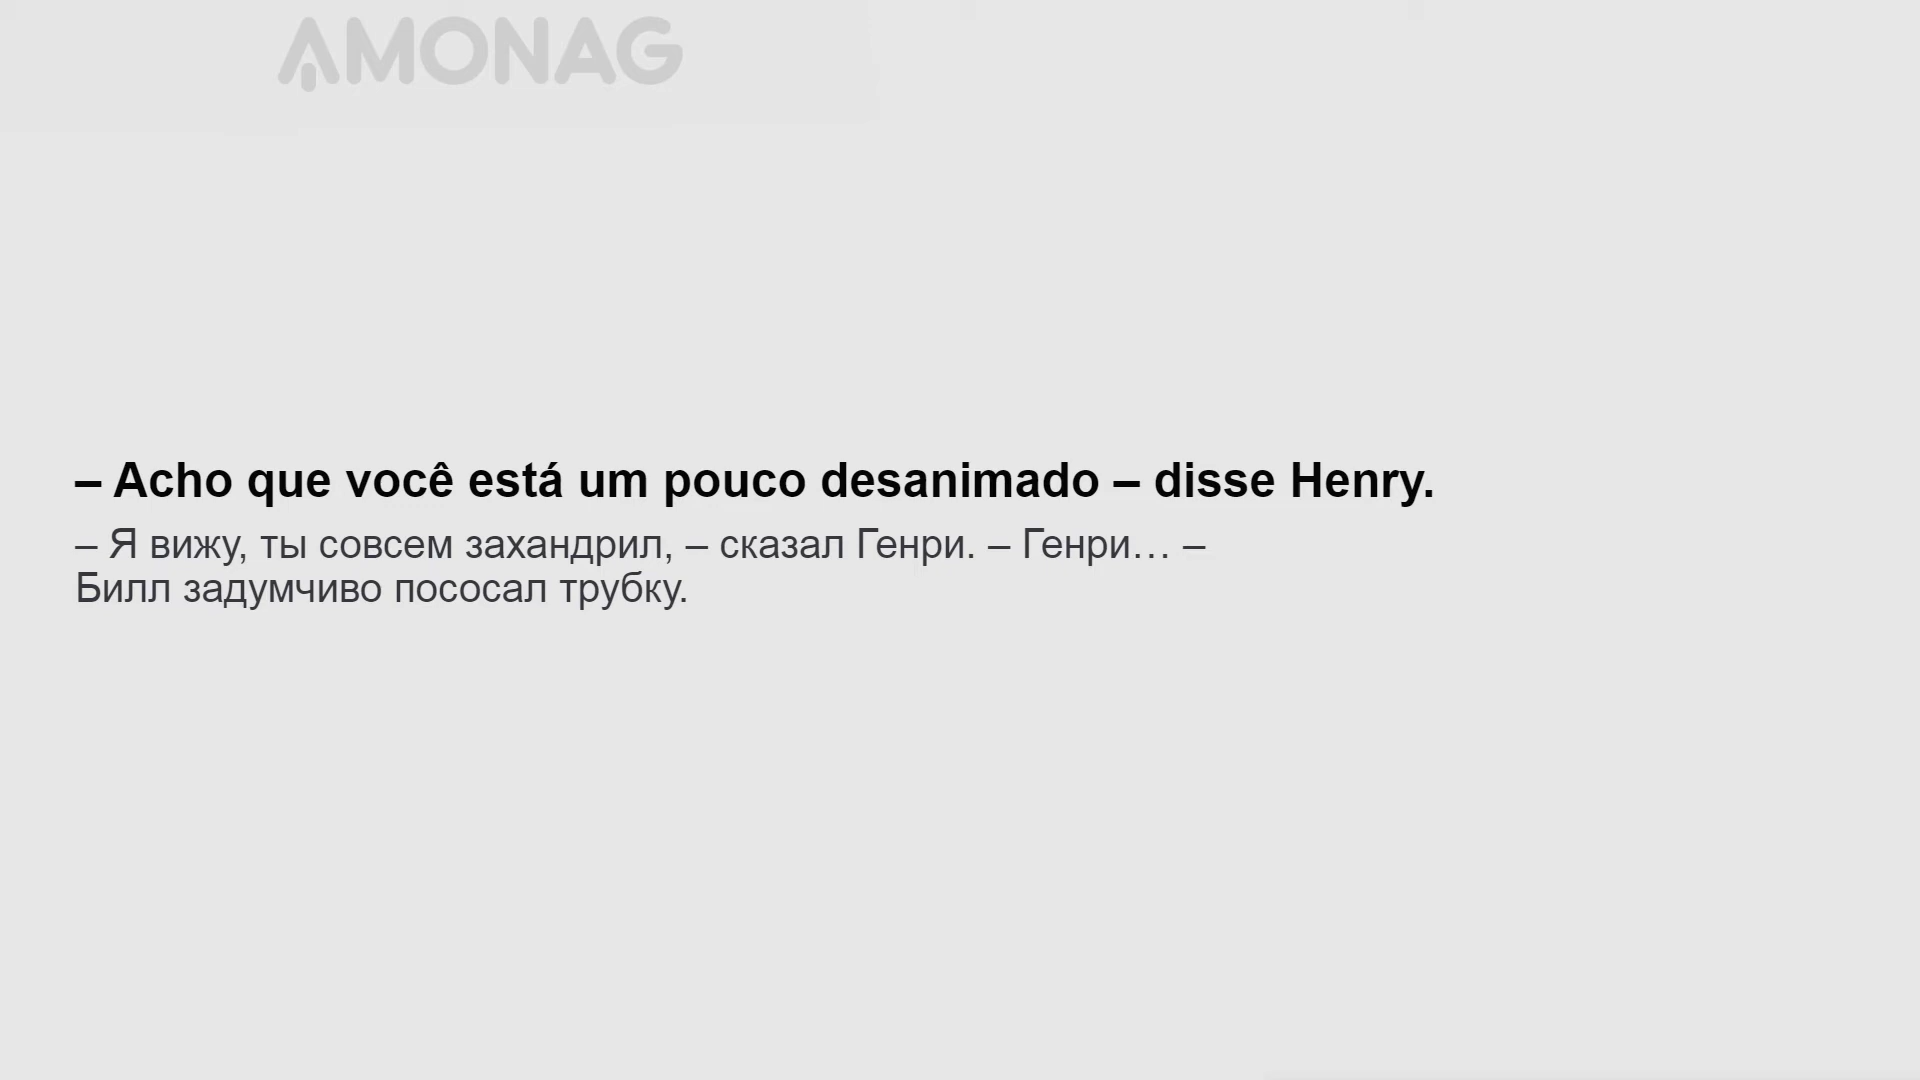 AMONAG
– Acho que você está um pouco desanimado – disse Henry.
– Я вижу, ты совсем захандрил, – сказал Генри. – Генри… –
Билл задумчиво пососал трубку.